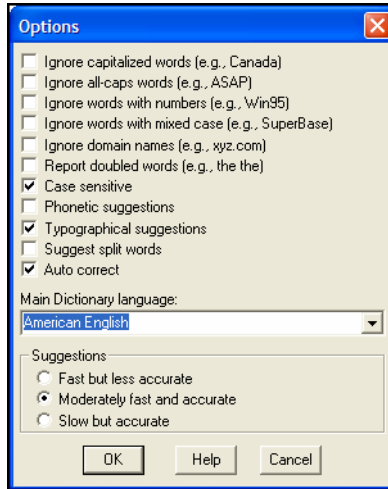 Options
Ignore capitalized words (e.g., Canada)
Ignore all-caps words (e.g., ASAP)
Ignore words with numbers (e.g., Win95)
Ignore words with mixed case (e.g., SuperBase)
Ignore domain names (e.g., xyz.com)
Report doubled words (e.g., the the)
Case sensitive
Phonetic suggestions
Typographical suggestions
Suggest split words
Auto correct
Main Dictionary language:
American English
Suggestions
Fast but less accurate
Moderately fast and accurate
Slow but accurate
OK Help Cancel